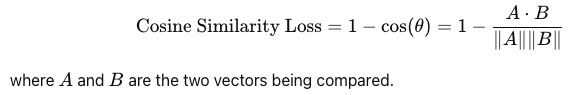 Cosine Similarity Loss = 1 − cos(θ) = 1 − A · B / ‖A‖‖B‖
where A and B are the two vectors being compared.